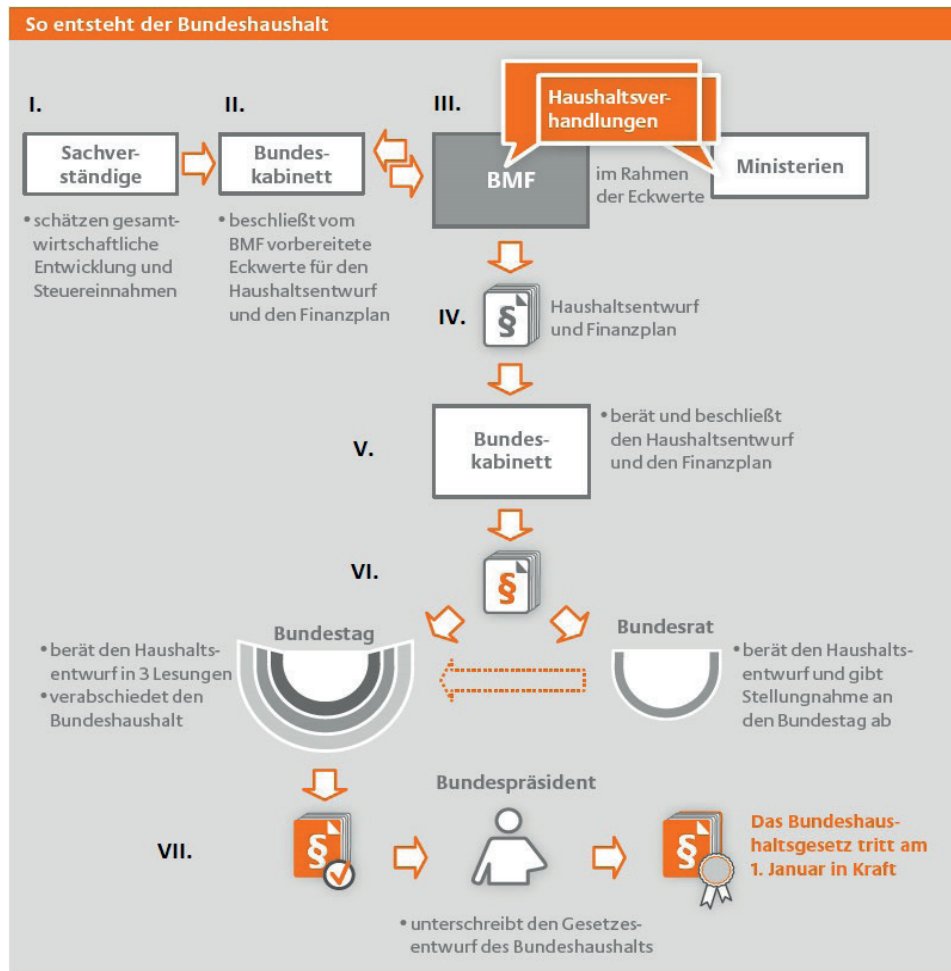 So entsteht der Bundeshaushalt
I.
II.
III.
Haushaltsver-
handlungen
Sachver-
ständige
Bundes-
kabinett
BMF
im Rahmen
der Eckwerte
Ministerien
• schätzen gesamt-
wirtschaftliche
Entwicklung und
Steuereinnahmen
• beschließt vom
BMF vorbereitete
Eckwerte für den
Haushaltsentwurf
und den Finanzplan
IV.
§
Haushaltsentwurf
und Finanzplan
V.
Bundes-
kabinett
• berät und beschließt
den Haushaltsentwurf
und den Finanzplan
VI.
§
Bundestag
Bundesrat
• berät den Haushalts-
entwurf in 3 Lesungen
• verabschiedet den
Bundeshaushalt
• berät den Haushalts-
entwurf und gibt
Stellungnahme an
den Bundestag ab
VII.
§
Bundespräsident
§
Das Bundeshaus-
haltsgesetz tritt am
1. Januar in Kraft
• unterschreibt den Gesetzes-
entwurf des Bundeshaushalts